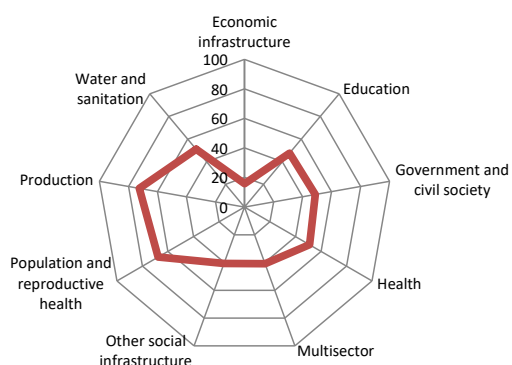 Economic
infrastructure
Education
Government and
civil society
Health
Multisector
Other social
infrastructure
Population and
reproductive
health
Production
Water and
sanitation
100
80
60
40
20
0